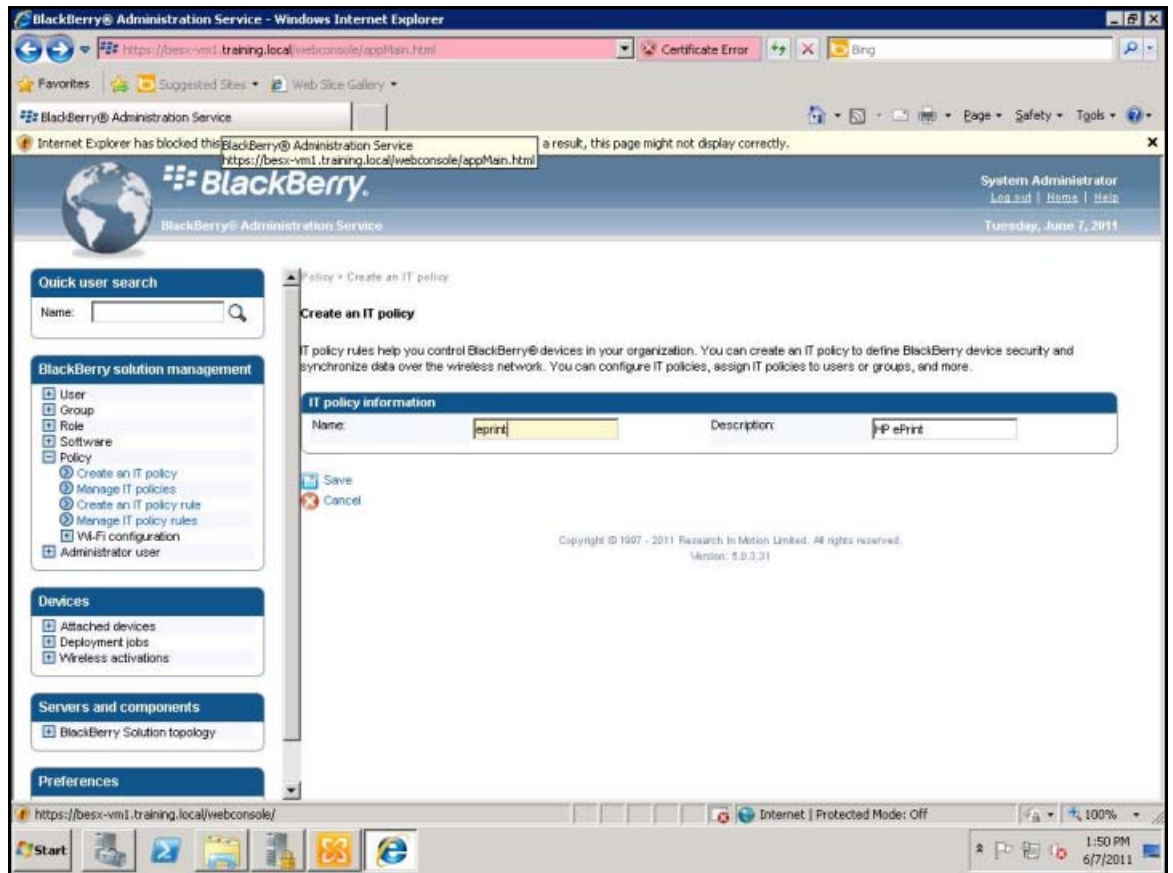 BlackBerry® Administration Service - Windows Internet Explorer
https://besx-vm1.training.local/webconsole/appMain.html
Certificate Error
Bing
Favorites
Suggested Sites
Web Slice Gallery
BlackBerry® Administration Service
Page
Safety
Tools
Internet Explorer has blocked this
a result, this page might not display correctly.
BlackBerry® Administration Service
https://besx-vm1.training.local/webconsole/appMain.html
BlackBerry.
System Administrator
Log out | Home | Help
BlackBerry® Administration Service
Tuesday, June 7, 2011
Quick user search
Name:
BlackBerry solution management
User
Group
Role
Software
Policy
Create an IT policy
Manage IT policies
Create an IT policy rule
Manage IT policy rules
Wi-Fi configuration
Administrator user
Devices
Attached devices
Deployment jobs
Wireless activations
Servers and components
BlackBerry Solution topology
Preferences
Policy > Create an IT policy
Create an IT policy
IT policy rules help you control BlackBerry® devices in your organization. You can create an IT policy to define BlackBerry device security and
synchronize data over the wireless network. You can configure IT policies, assign IT policies to users or groups, and more.
IT policy information
Name: eprint Description: HP ePrint
Save
Cancel
Copyright © 1997 - 2011 Research In Motion Limited. All rights reserved.
Version: 5.0.3.31
https://besx-vm1.training.local/webconsole/
Internet | Protected Mode: Off
100%
Start
1:50 PM
6/7/2011